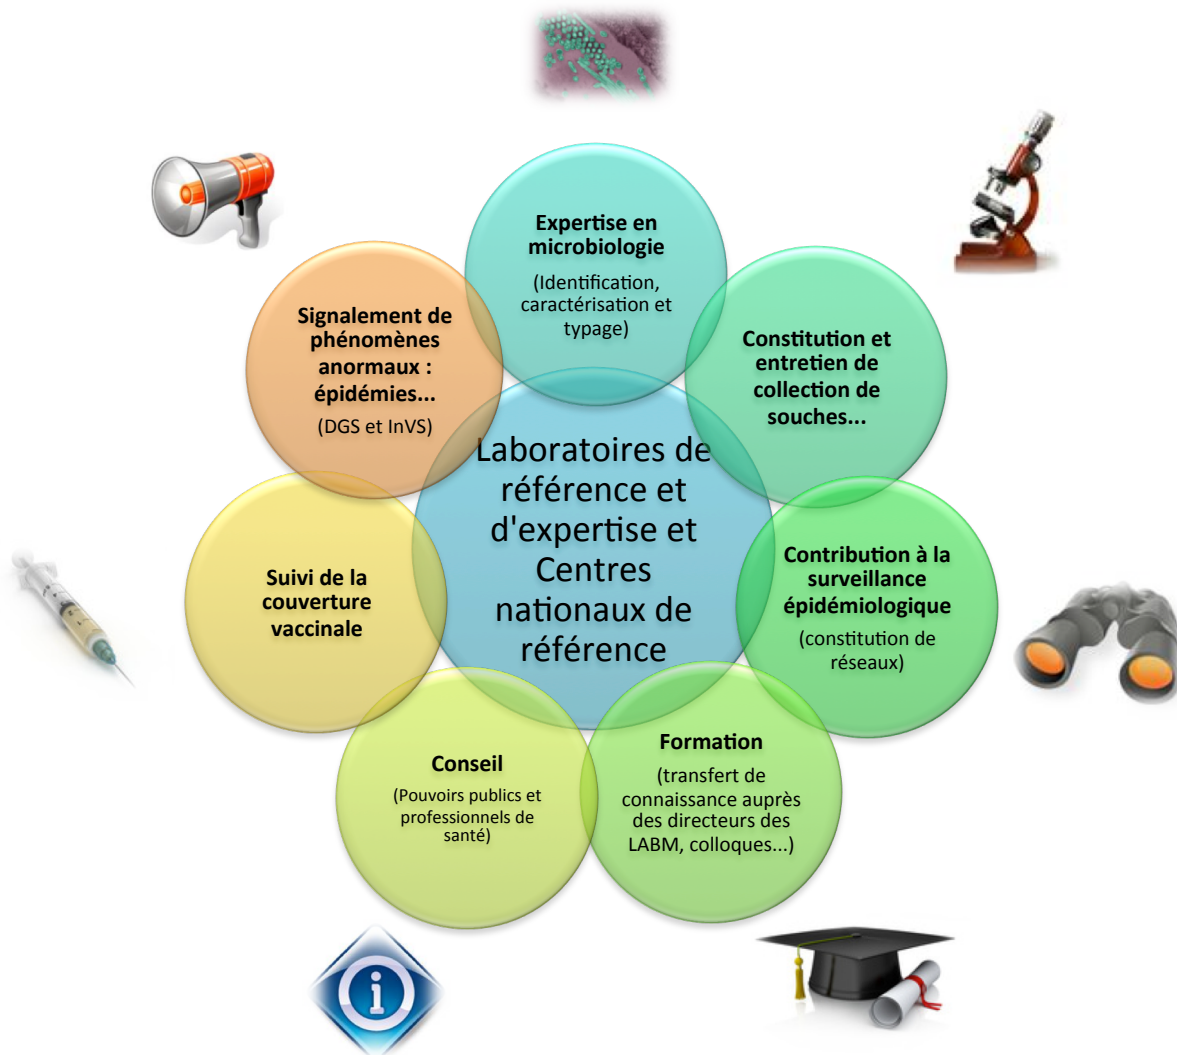 Expertise en
microbiologie
(Identification,
caractérisation et
typage)
Constitution et
entretien de
collection de
souches...
Contribution à la
surveillance
épidémiologique
(constitution de
réseaux)
Formation
(transfert de
connaissance auprès
des directeurs des
LABM, colloques...)
Conseil
(Pouvoirs publics et
professionnels de
santé)
Suivi de la
couverture
vaccinale
Signalement de
phénomènes
anormaux :
épidémies...
(DGS et InVS)
Laboratoires de
référence et
d'expertise et
Centres
nationaux de
référence